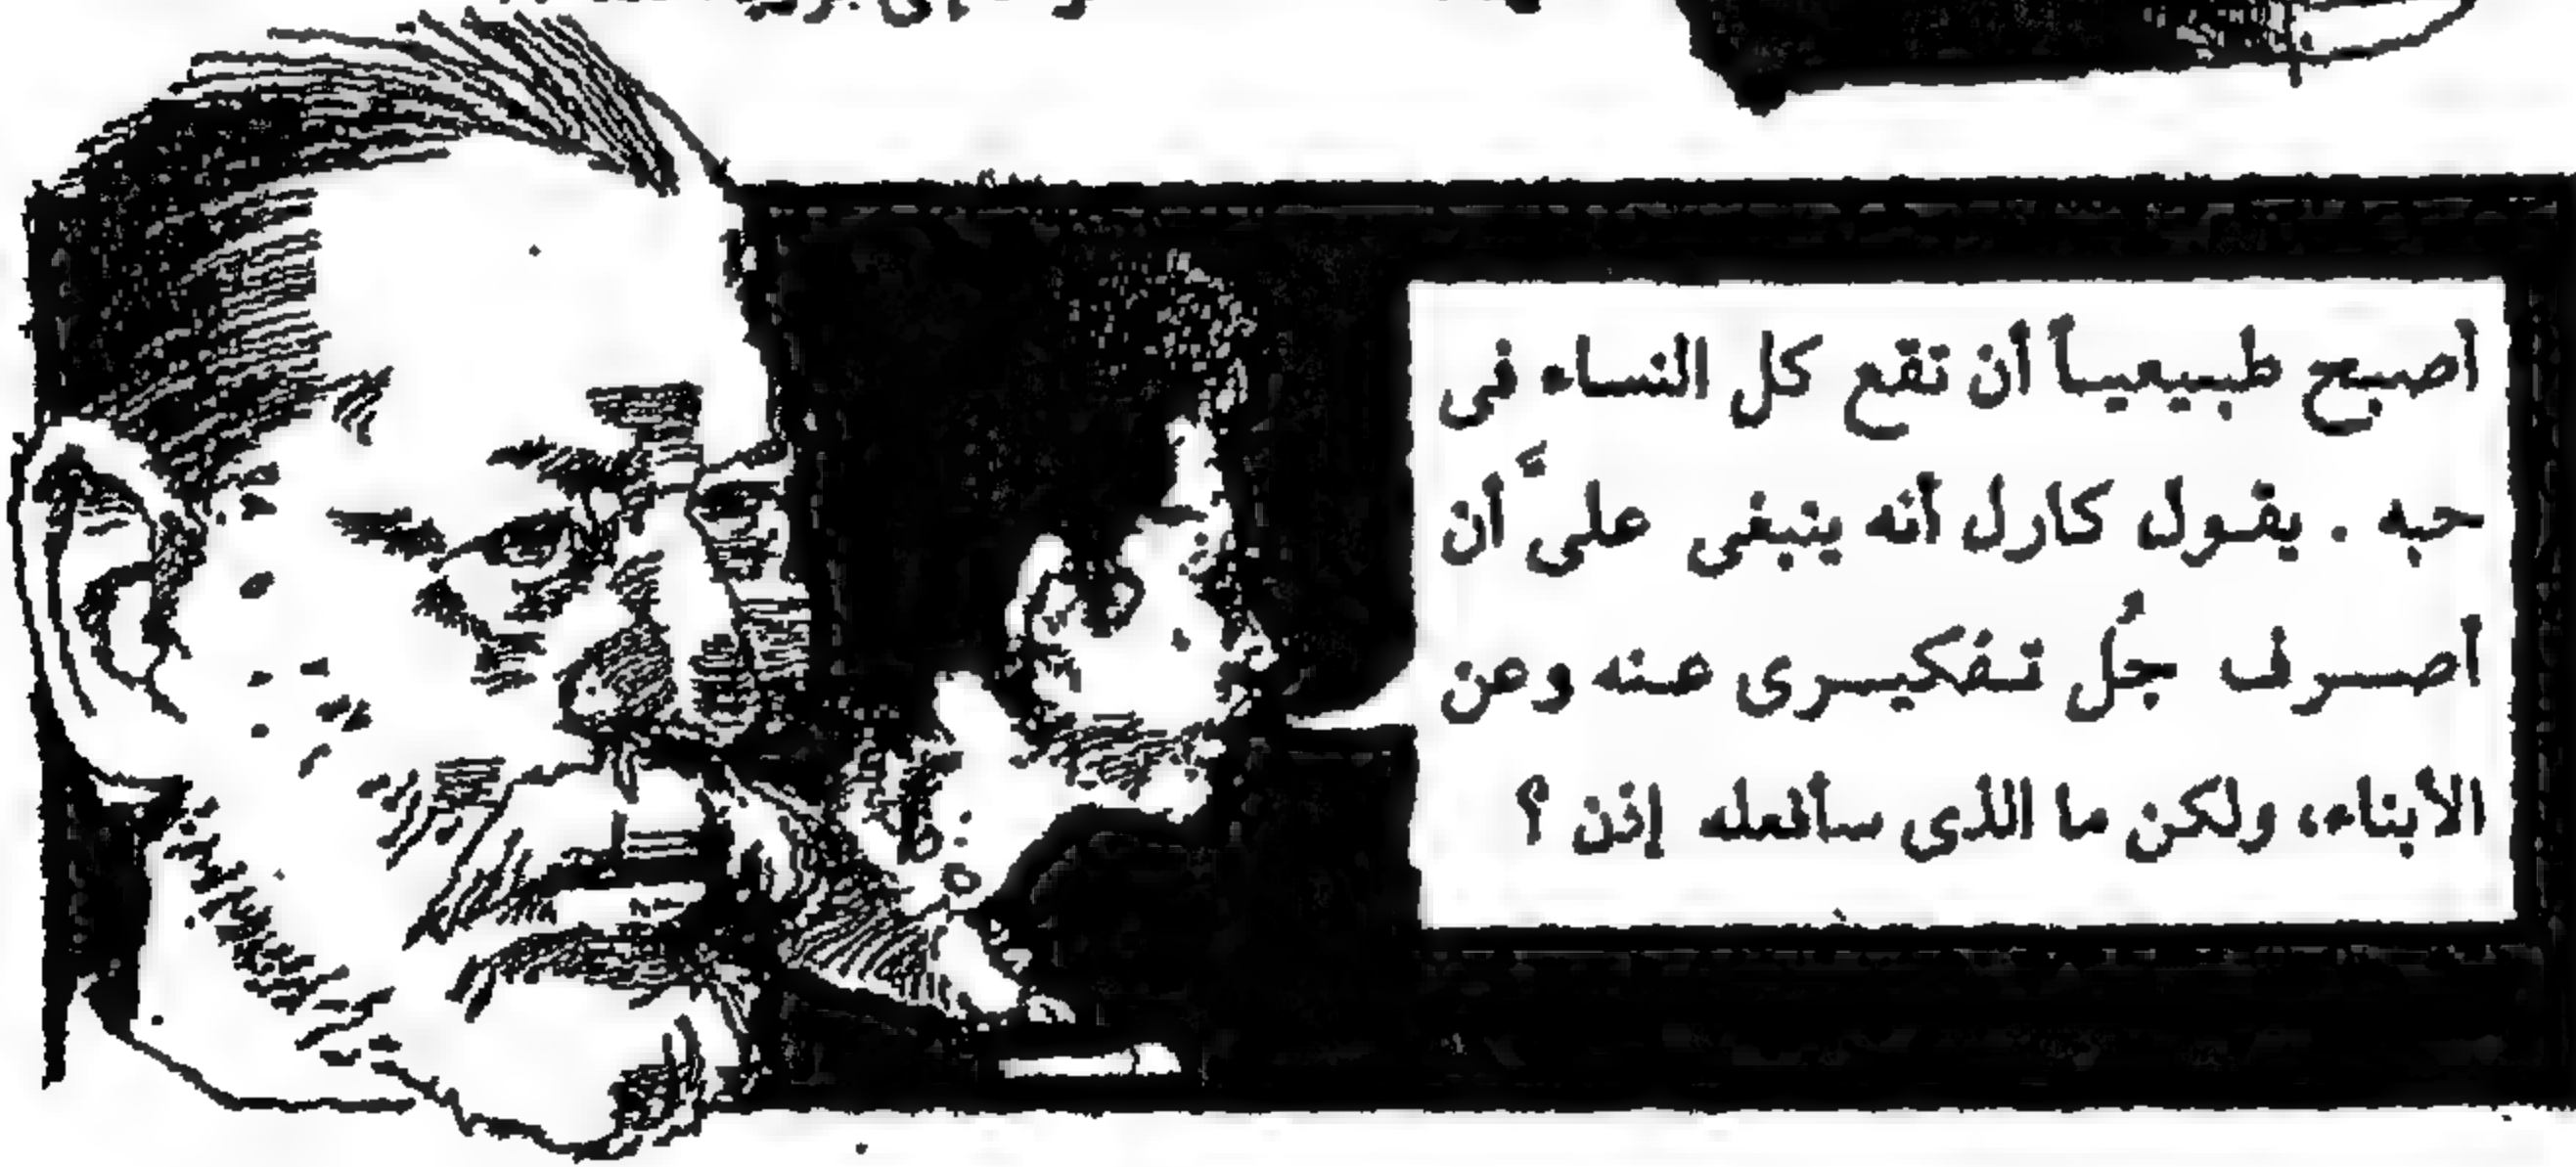 أصبح طبيعياً أن تقع كل النساء فى
حبه . يقول كارل أنه ينبغى علىَّ أن
أصرف جُل تفكيرى عنه وعن
الأبناء، ولكن ما الذى سأفعله إذن ؟